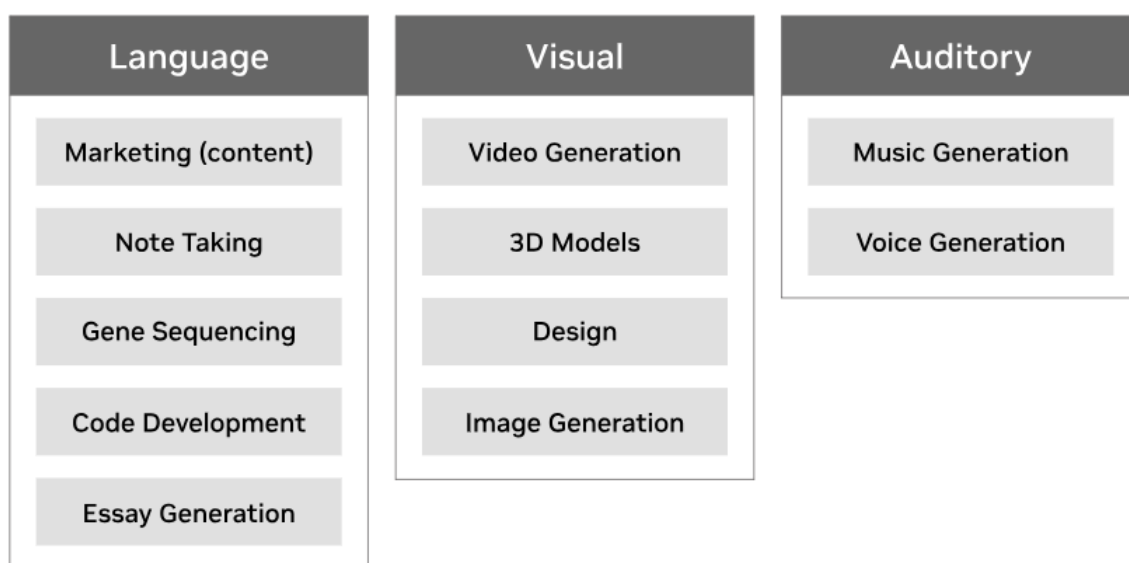 Language
Marketing (content)
Note Taking
Gene Sequencing
Code Development
Essay Generation
Visual
Video Generation
3D Models
Design
Image Generation
Auditory
Music Generation
Voice Generation